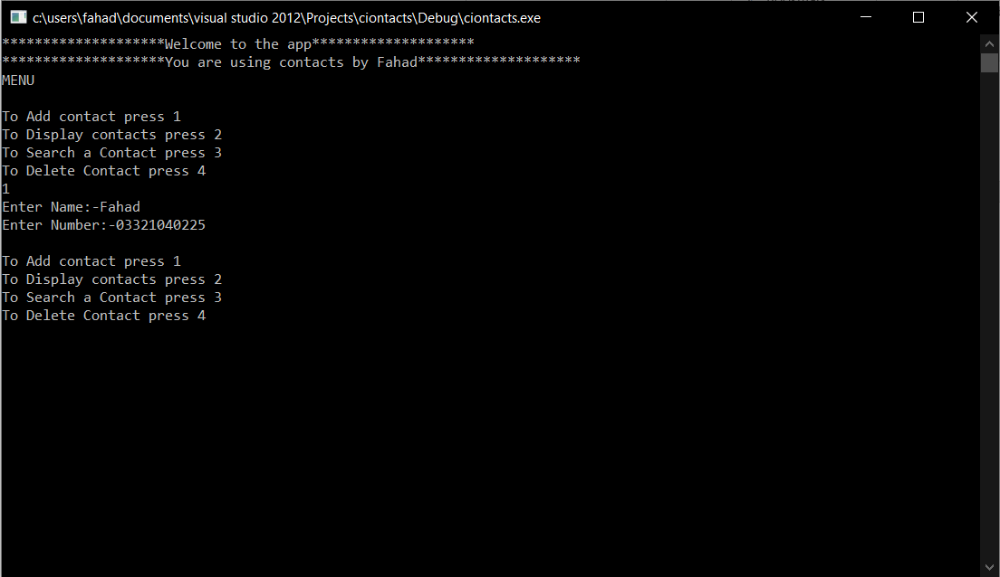 c:\users\fahad\documents\visual studio 2012\Projects\ciontacts\Debug\ciontacts.exe
********************Welcome to the app********************
********************You are using contacts by Fahad********************
MENU

To Add contact press 1
To Display contacts press 2
To Search a Contact press 3
To Delete Contact press 4
1
Enter Name:-Fahad
Enter Number:-03321040225

To Add contact press 1
To Display contacts press 2
To Search a Contact press 3
To Delete Contact press 4